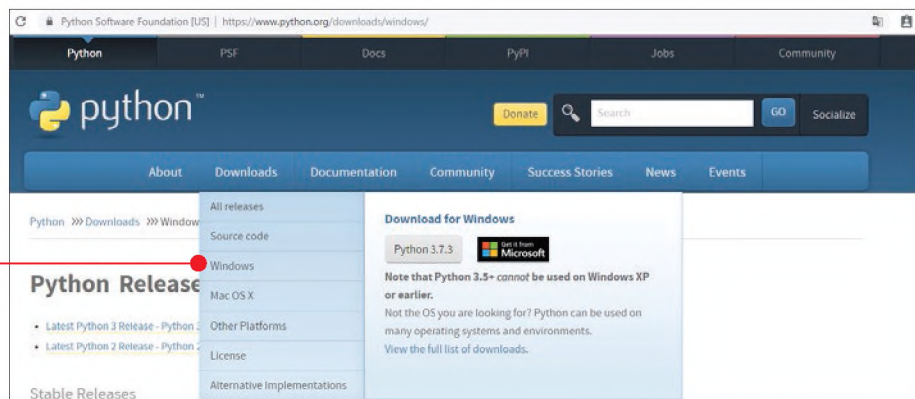 Python Software Foundation [US] | https://www.python.org/downloads/windows/
Python PSF Docs PyPI Jobs Community
python™
Donate Search GO Socialize
About Downloads Documentation Community Success Stories News Events
Python >>> Downloads >>> Window
All releases
Source code
Windows
Mac OS X
Other Platforms
License
Alternative Implementations
Download for Windows
Python 3.7.3 Get it from Microsoft
Note that Python 3.5+ cannot be used on Windows XP
or earlier.
Not the OS you are looking for? Python can be used on
many operating systems and environments.
View the full list of downloads.
Python Release
• Latest Python 3 Release - Python
• Latest Python 2 Release - Python
Stable Releases